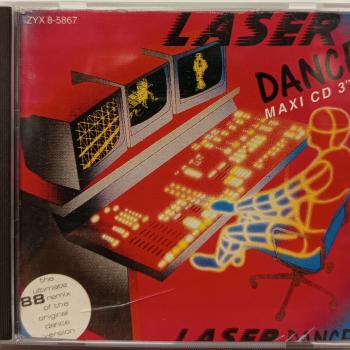 ZYX 8-5867
LASER
DANCE
MAXI CD 3"
the
ultimate
88 remix
of the
original
dance
version
LASER DANCE